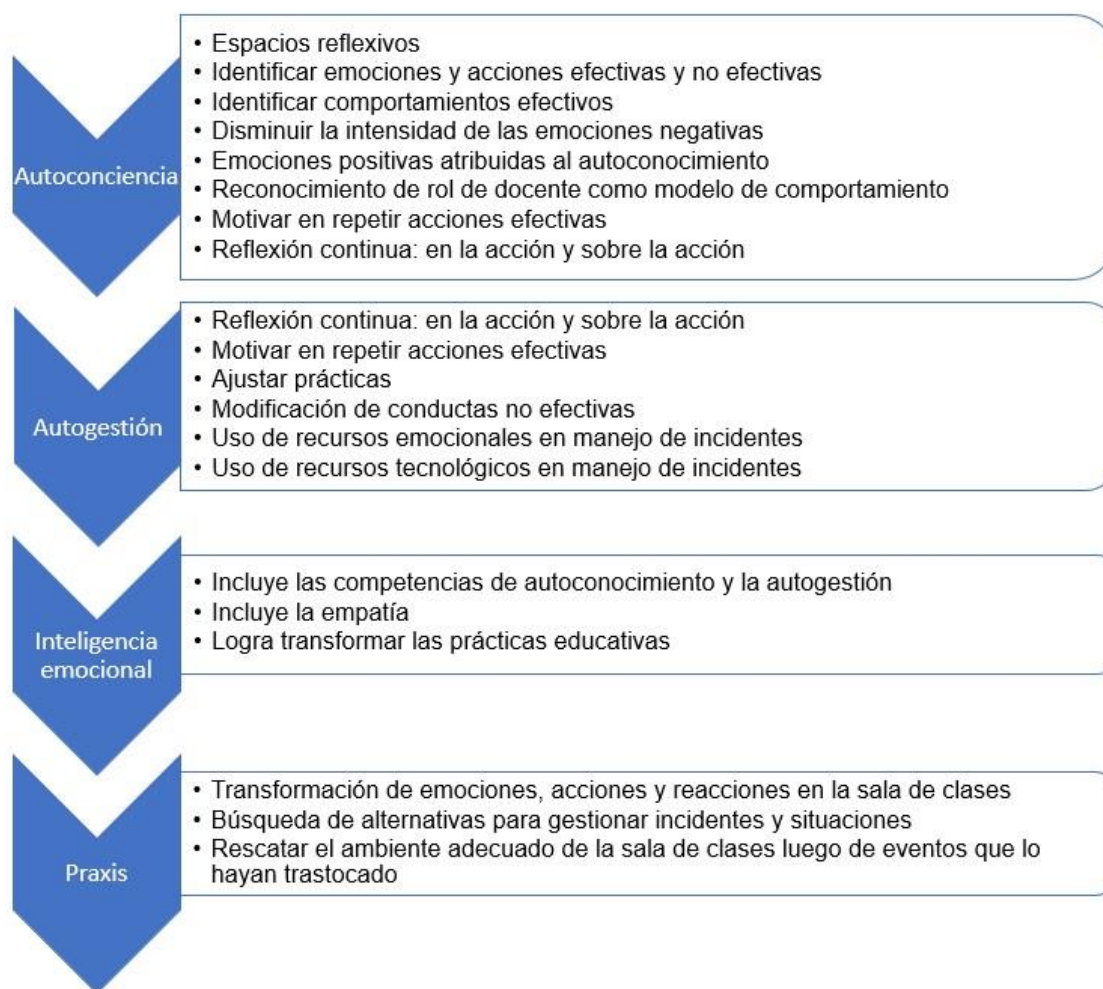 Autoconciencia
• Espacios reflexivos
• Identificar emociones y acciones efectivas y no efectivas
• Identificar comportamientos efectivos
• Disminuir la intensidad de las emociones negativas
• Emociones positivas atribuidas al autoconocimiento
• Reconocimiento de rol de docente como modelo de comportamiento
• Motivar en repetir acciones efectivas
• Reflexión continua: en la acción y sobre la acción
Autogestión
• Reflexión continua: en la acción y sobre la acción
• Motivar en repetir acciones efectivas
• Ajustar prácticas
• Modificación de conductas no efectivas
• Uso de recursos emocionales en manejo de incidentes
• Uso de recursos tecnológicos en manejo de incidentes
Inteligencia
emocional
• Incluye las competencias de autoconocimiento y la autogestión
• Incluye la empatía
• Logra transformar las prácticas educativas
Praxis
• Transformación de emociones, acciones y reacciones en la sala de clases
• Búsqueda de alternativas para gestionar incidentes y situaciones
• Rescatar el ambiente adecuado de la sala de clases luego de eventos que lo
hayan trastocado